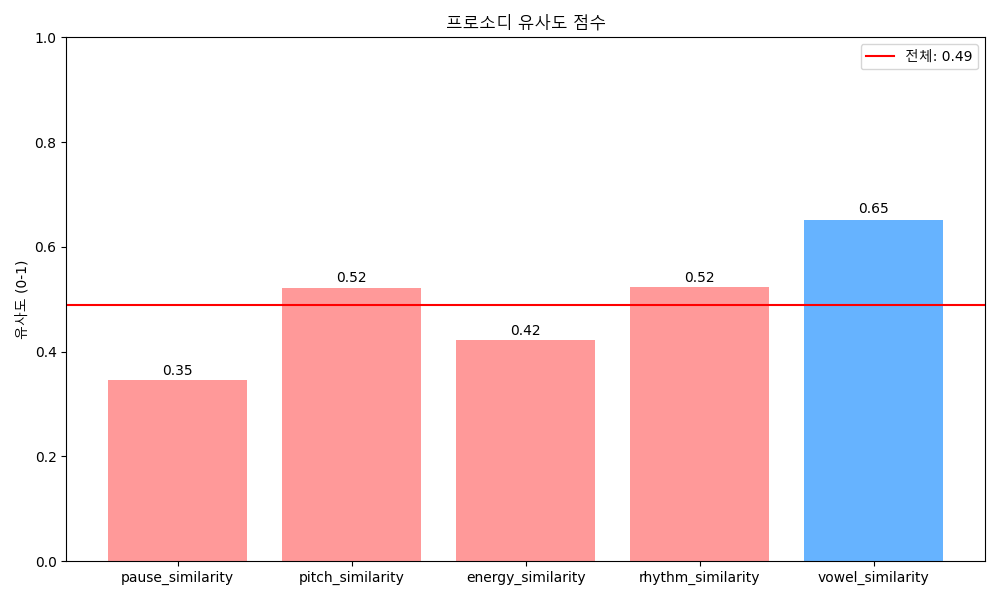 프로소디 유사도 점수
전체: 0.49
유사도 (0-1)
1.0
0.8
0.6
0.4
0.2
0.0
0.35
0.52
0.42
0.52
0.65
pause_similarity
pitch_similarity
energy_similarity
rhythm_similarity
vowel_similarity